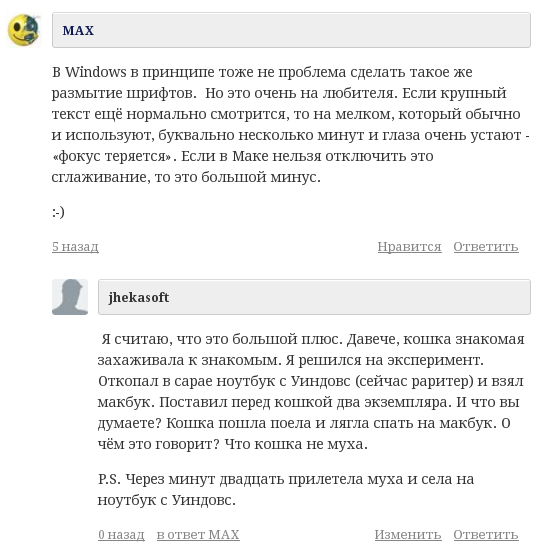 MAX
В Windows в принципе тоже не проблема сделать такое же
размытие шрифтов.  Но это очень на любителя. Если крупный
текст ещё нормально смотрится, то на мелком, который обычно
и используют, буквально несколько минут и глаза очень устают -
«фокус теряется». Если в Маке нельзя отключить это
сглаживание, то это большой минус.
:-)
5 назад Нравится Ответить
jhekasoft
Я считаю, что это большой плюс. Давече, кошка знакомая
захаживала к знакомым. Я решился на эксперимент.
Откопал в сарае ноутбук с Уиндовс (сейчас раритер) и взял
макбук. Поставил перед кошкой два экземпляра. И что вы
думаете? Кошка пошла поела и лягла спать на макбук. О
чём это говорит? Что кошка не муха.
P.S. Через минут двадцать прилетела муха и села на
ноутбук с Уиндовс.
0 назад в ответ MAX Изменить Ответить